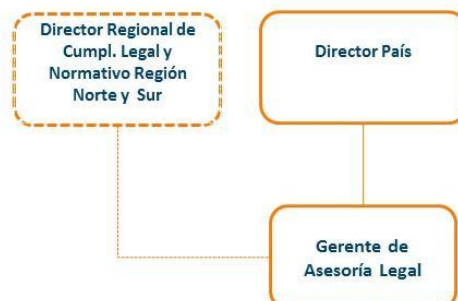 Director Regional de
Cumpl. Legal y
Normativo Región
Norte y Sur
Director País
Gerente de
Asesoría Legal